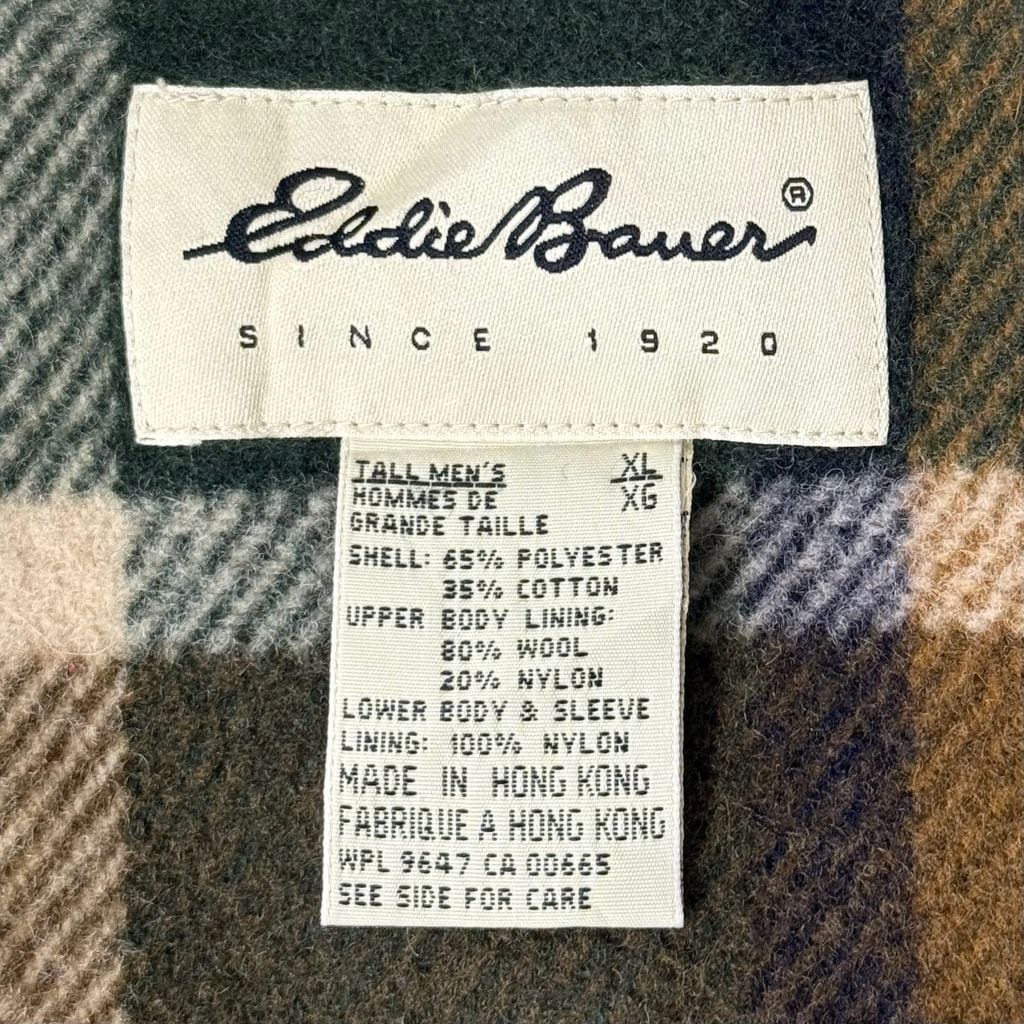 Eddie Bauer®
SINCE 1920
TALL MEN'S XL
HOMMES DE XG
GRANDE TAILLE
SHELL: 65% POLYESTER
35% COTTON
UPPER BODY LINING:
80% WOOL
20% NYLON
LOWER BODY & SLEEVE
LINING: 100% NYLON
MADE IN HONG KONG
FABRIQUE A HONG KONG
WPL 9647 CA 00665
SEE SIDE FOR CARE